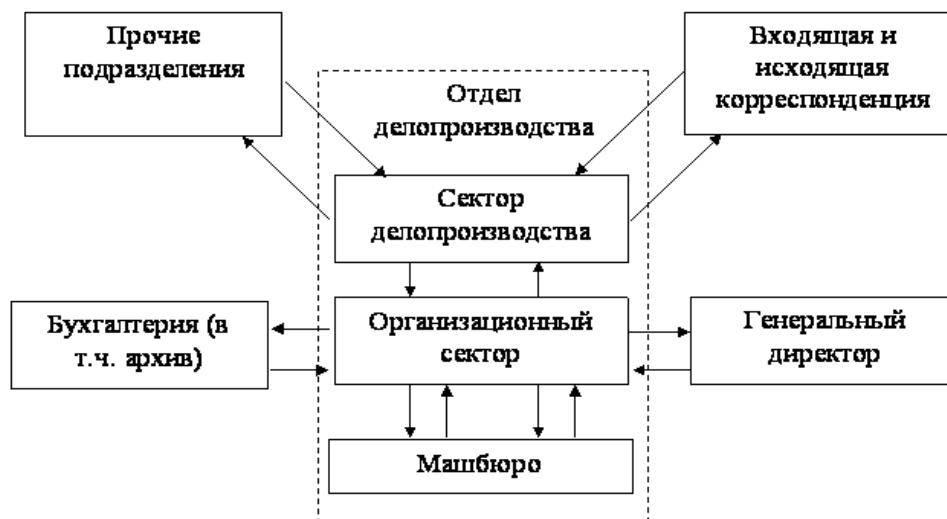 Прочие
подразделения
Входящая и
исходящая
корреспонденция
Отдел
делопроизводства
Сектор
делопроизводства
Бухгалтерия (в
т.ч. архив)
Организационный
сектор
Генеральный
директор
Машбюро